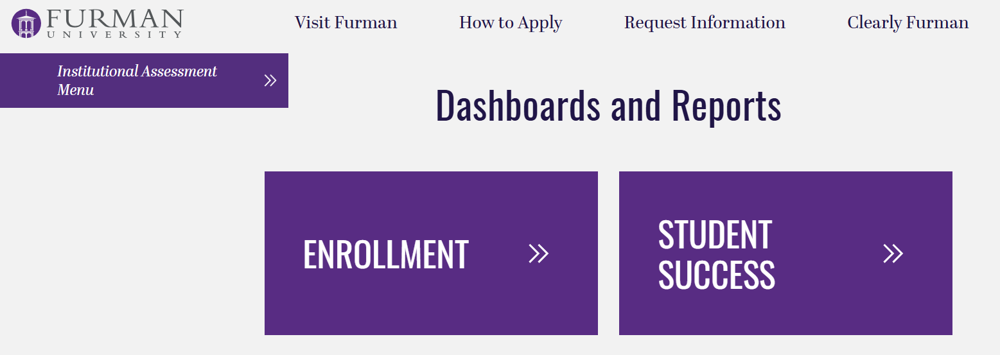 FURMAN
UNIVERSITY
Visit Furman
How to Apply
Request Information
Clearly Furman
Institutional Assessment
Menu
Dashboards and Reports
ENROLLMENT
STUDENT
SUCCESS